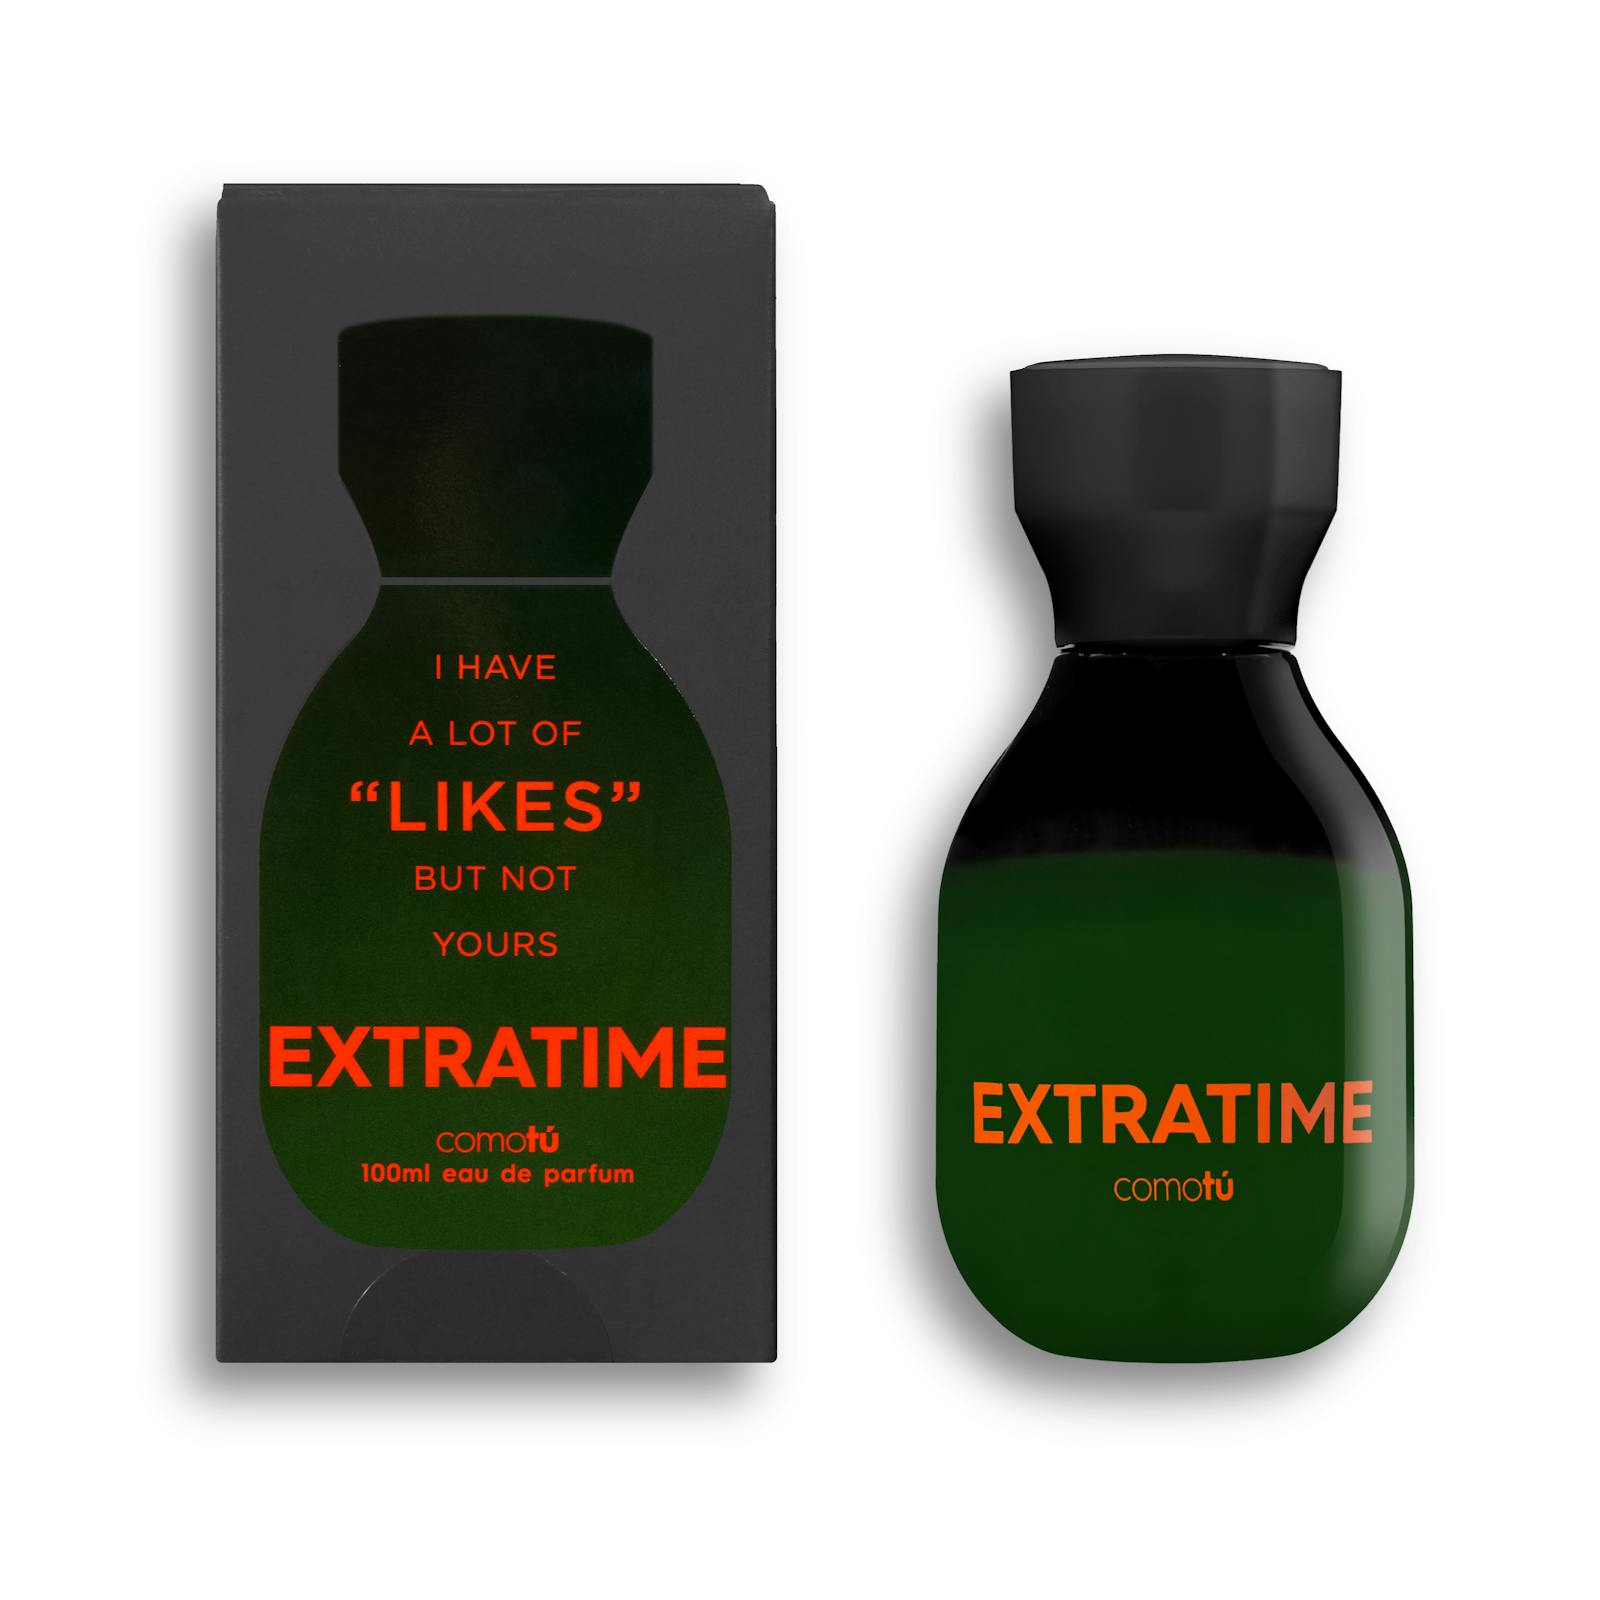 I HAVE
A LOT OF
“LIKES”
BUT NOT
YOURS
EXTRATIME
comotú
100ml eau de parfum
EXTRATIME
comotú